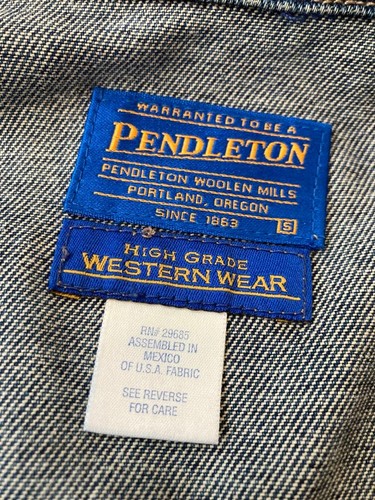 WARRANTED TO BE A
PENDLETON
PENDLETON WOOLEN MILLS
PORTLAND, OREGON
SINCE 1863
S
HIGH GRADE
WESTERN WEAR
RN# 29685
ASSEMBLED IN
MEXICO
OF U.S.A. FABRIC
SEE REVERSE
FOR CARE